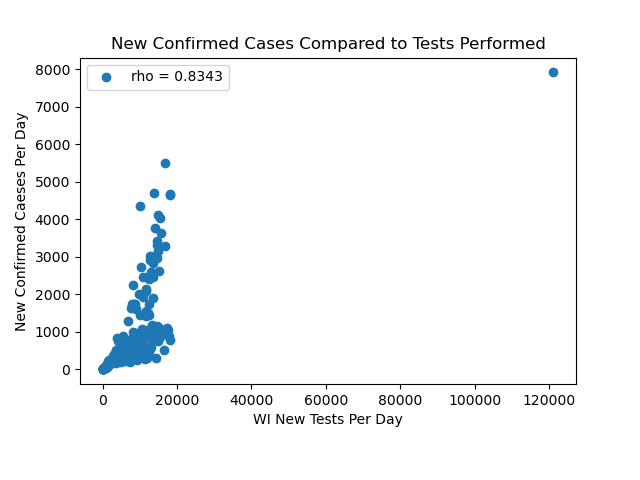 New Confirmed Cases Compared to Tests Performed
rho = 0.8343
New Confirmed Caeses Per Day
8000
7000
6000
5000
4000
3000
2000
1000
0
0 20000 40000 60000 80000 100000 120000
WI New Tests Per Day